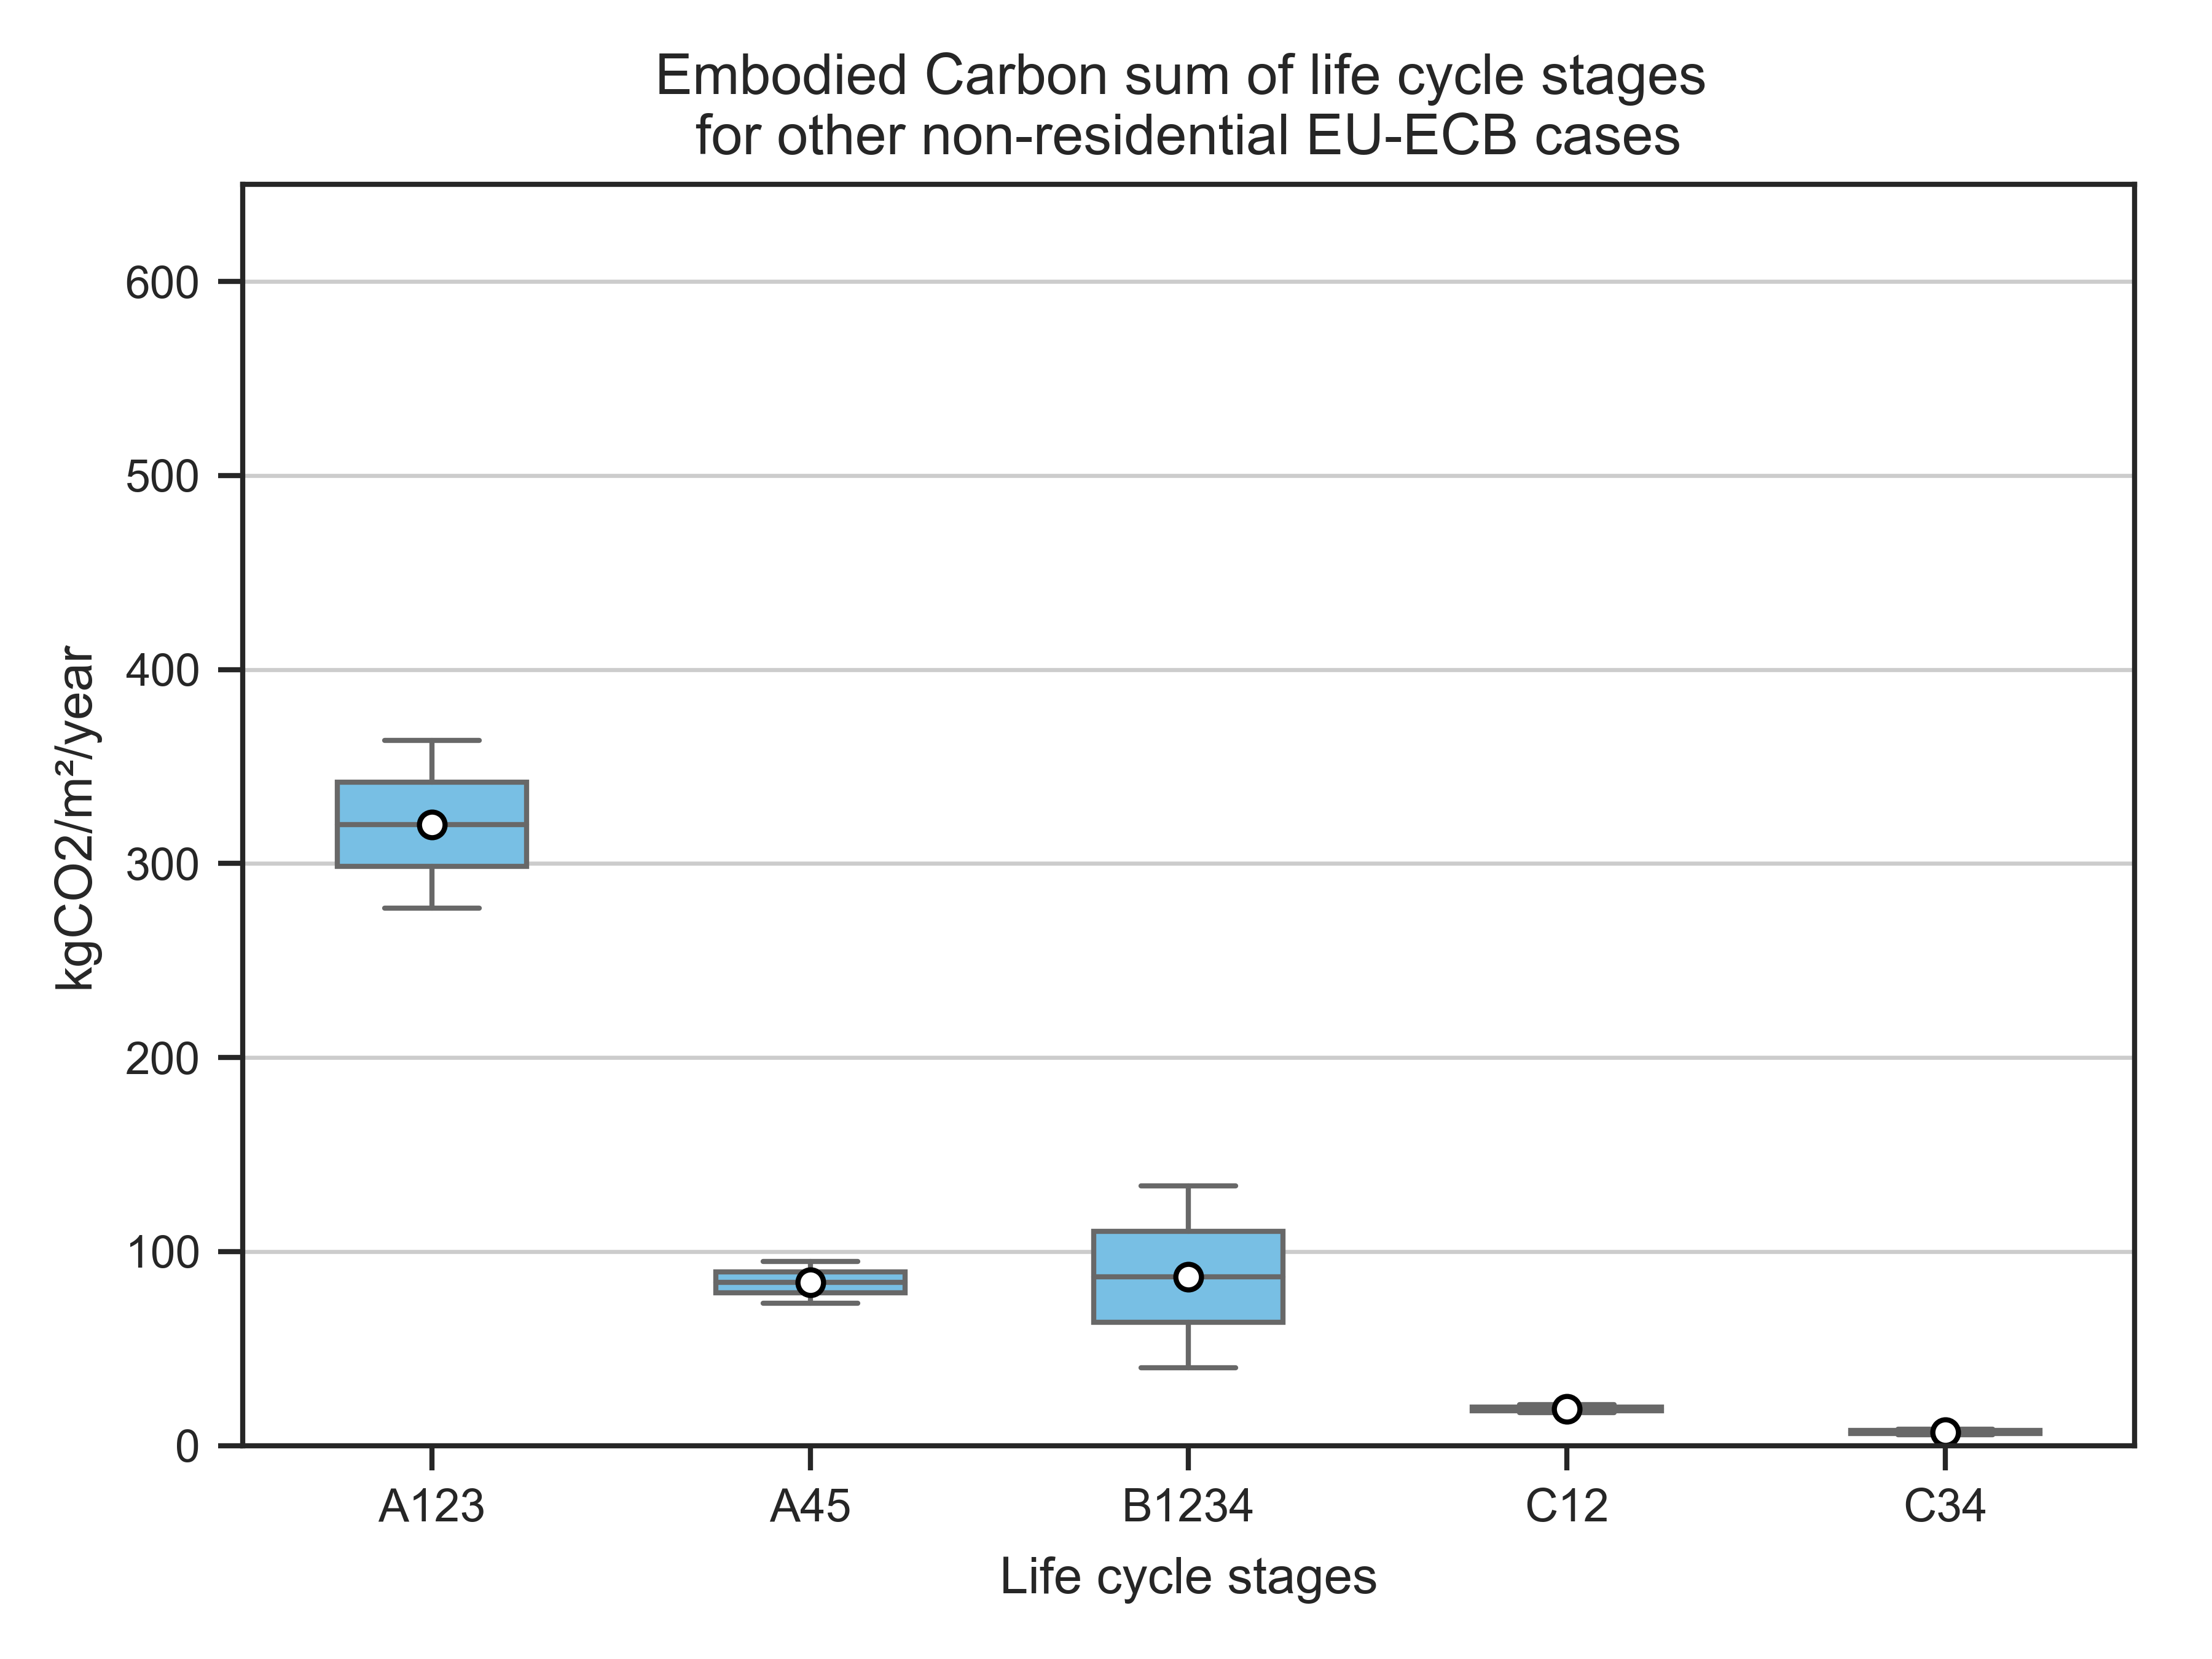 Embodied Carbon sum of life cycle stages
for other non-residential EU-ECB cases
kgCO2/m²/year
600
500
400
300
200
100
0
A123 A45 B1234 C12 C34
Life cycle stages